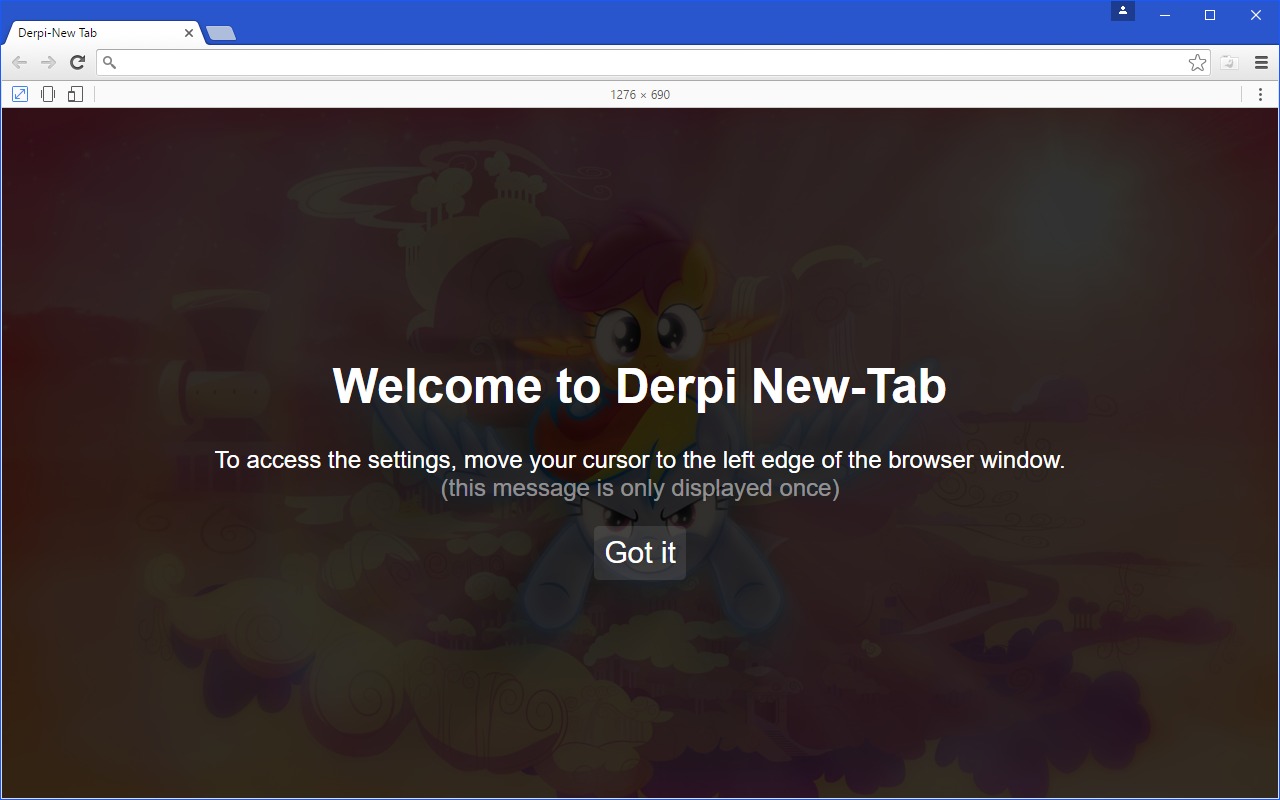 Derpi-New Tab
1276 × 690
Welcome to Derpi New-Tab
To access the settings, move your cursor to the left edge of the browser window.
(this message is only displayed once)
Got it